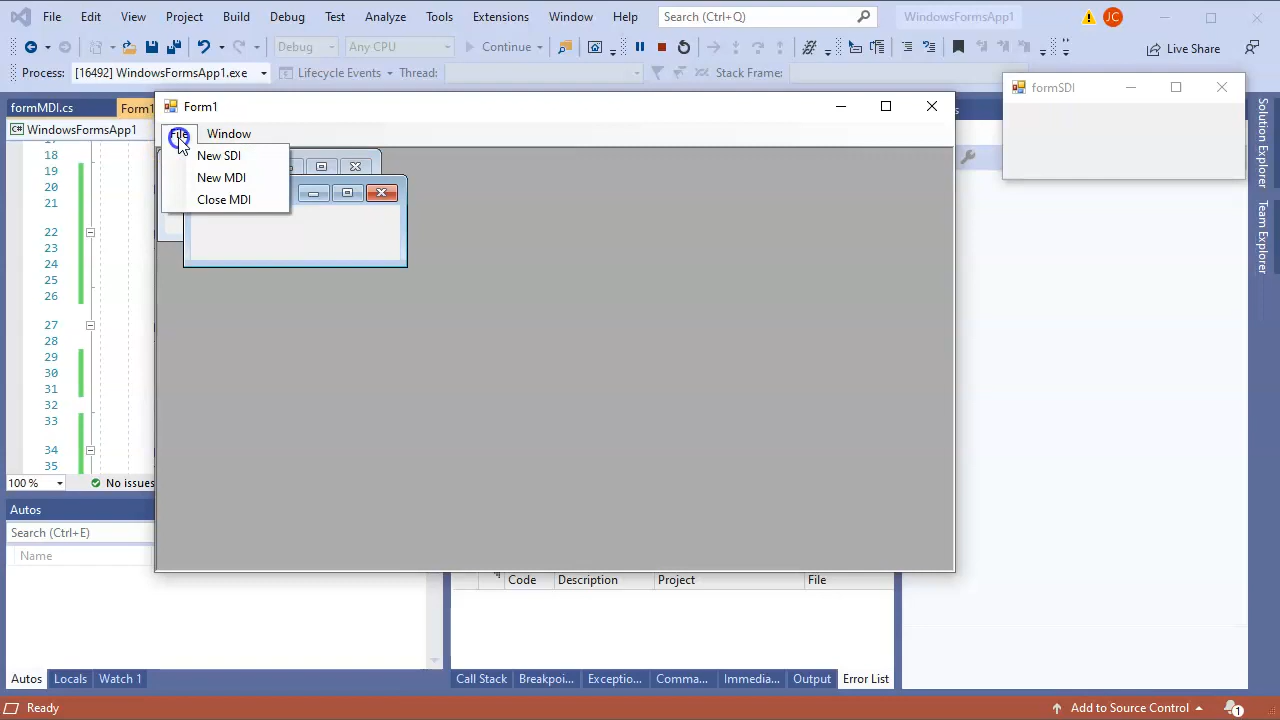 File Edit View Project Build Debug Test Analyze Tools Extensions Window Help Search (Ctrl+Q) WindowsFormsApp1 JC
Debug Any CPU Continue Live Share
Process: [16492] WindowsFormsApp1.exe Lifecycle Events Thread: Stack Frame:
formMDI.cs Form1
WindowsFormsApp1
Form1
File Window
New SDI
New MDI
Close MDI
formSDI
Solution Explorer
Team Explorer
18
19
20
21
22
23
24
25
26
27
28
29
30
31
32
33
34
35
100 % No issues
Autos
Search (Ctrl+E)
Name
Code Description Project File
Autos Locals Watch 1
Call Stack Breakpoi... Exceptio... Comma... Immedia... Output Error List
Ready Add to Source Control 1